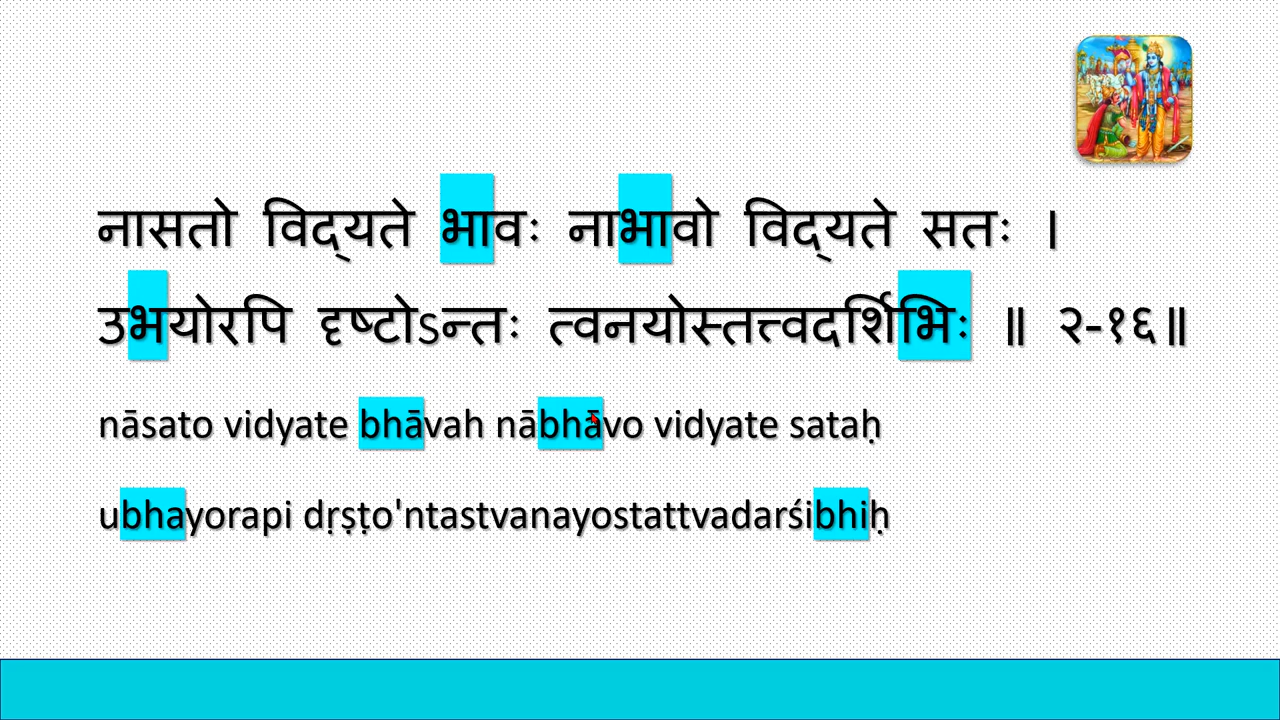 नासतो विद्यते भावः नाभावो विद्यते सतः ।
उभयोरपि दृष्टोऽन्तः त्वनयोस्तत्त्वदर्शिभिः ॥ २-१६॥
nāsato vidyate bhāvah nābhāvo vidyate sataḥ
ubhayorapi dṛṣṭo'ntastvanayostattvadarśibhiḥ